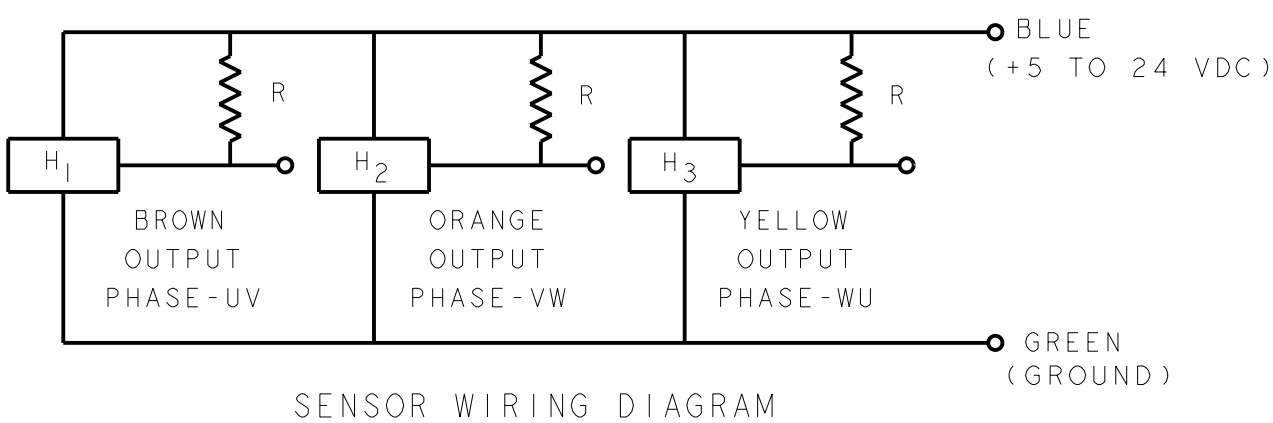 BLUE
(+5 TO 24 VDC)
R
R
R
H1
H2
H3
BROWN
OUTPUT
PHASE-UV
ORANGE
OUTPUT
PHASE-VW
YELLOW
OUTPUT
PHASE-WU
GREEN
(GROUND)
SENSOR WIRING DIAGRAM